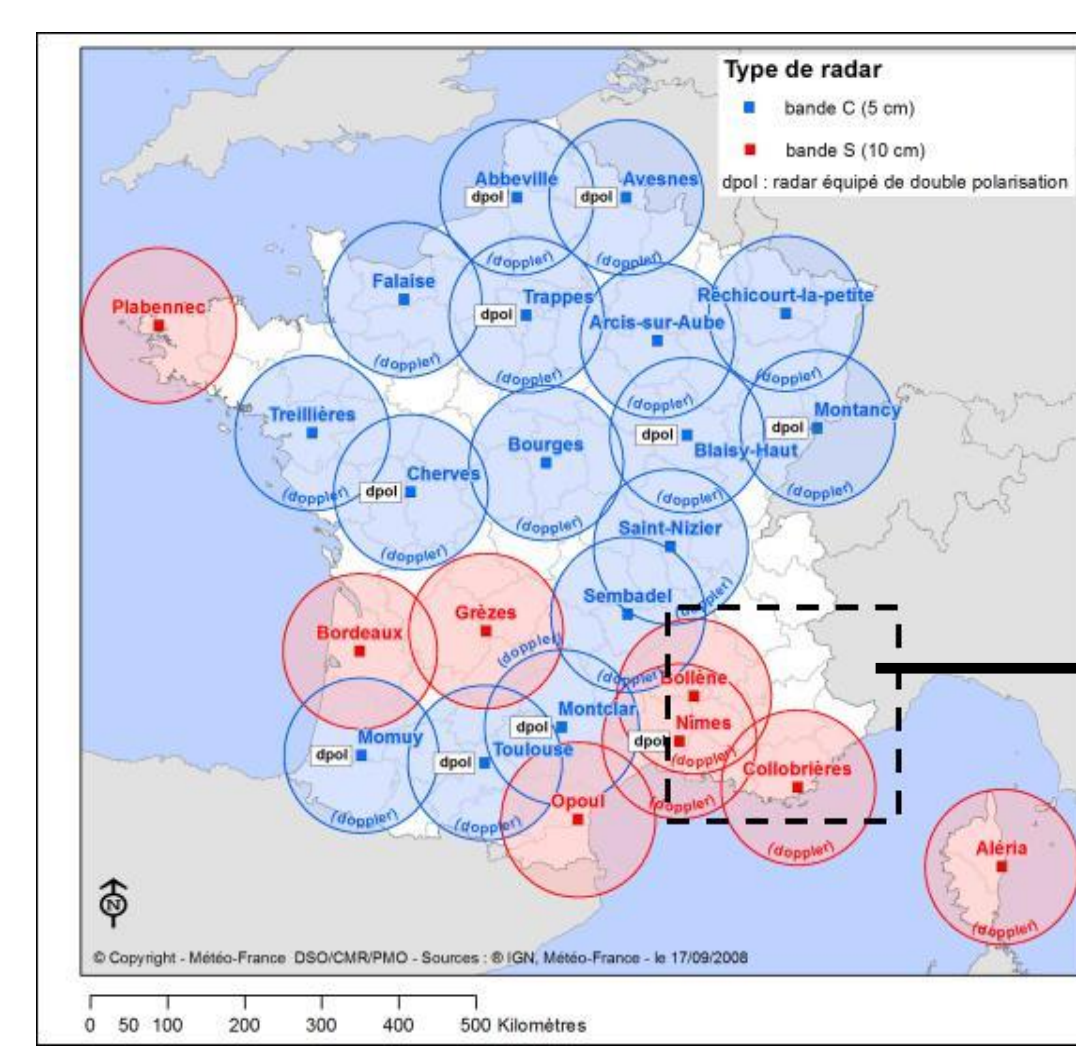 Type de radar
bande C (5 cm)
bande S (10 cm)
dpol : radar équipé de double polarisation
Abbeville
dpol
(doppler)
Avesnes
dpol
(doppler)
Plabennec
Falaise
(doppler)
Trappes
dpol
(doppler)
Arcis-sur-Aube
(doppler)
Réchicourt-la-petite
(doppler)
Treillières
(doppler)
Cherves
dpol
(doppler)
Bourges
(doppler)
dpol
Blaisy-Haut
(doppler)
Montancy
dpol
(doppler)
Saint-Nizier
(doppler)
Sembadel
(doppler)
Bordeaux
Grèzes
(doppler)
Bollène
(doppler)
Nîmes
dpol
(doppler)
Collobrières
(doppler)
Momuy
dpol
(doppler)
Toulouse
dpol
(doppler)
Montclar
dpol
Opoul
Aléria
(doppler)
N
© Copyright - Météo-France DSO/CMR/PMO - Sources : ® IGN, Météo-France - le 17/09/2008
0 50 100 200 300 400 500 Kilomètres